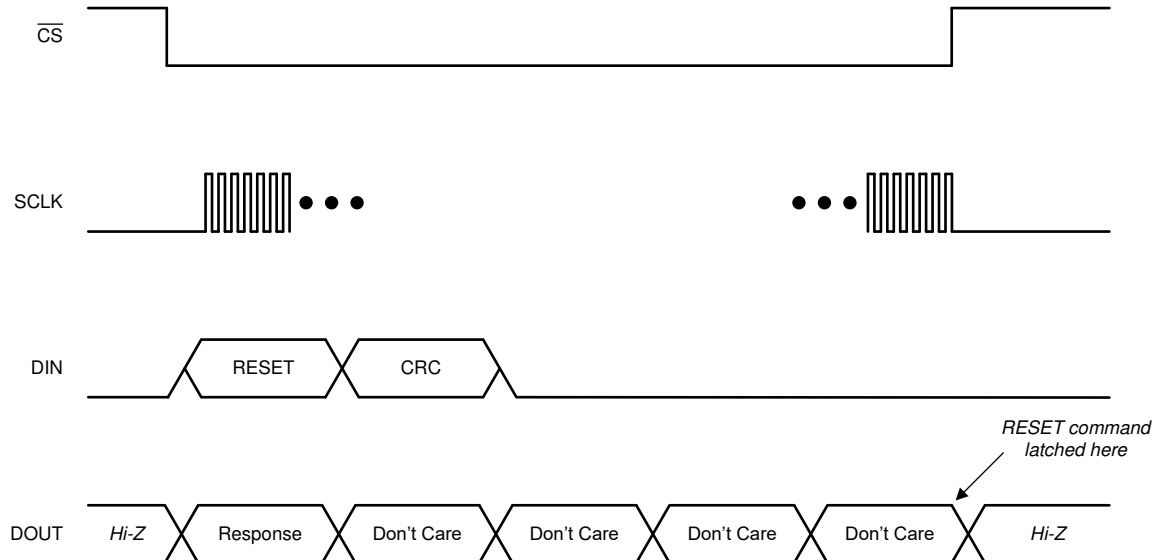 CS
SCLK
DIN
RESET CRC
RESET command
latched here
DOUT Hi-Z Response Don't Care Don't Care Don't Care Don't Care Hi-Z